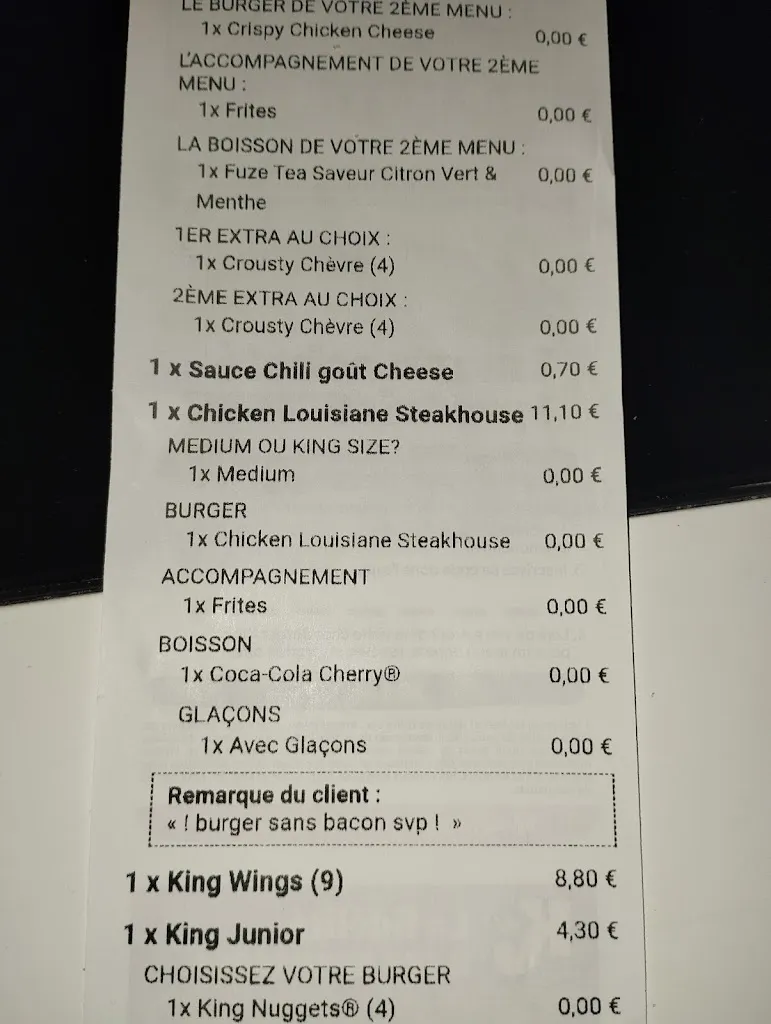 LE BURGER DE VOTRE 2ÈME MENU :
1x Crispy Chicken Cheese 0,00 €
L'ACCOMPAGNEMENT DE VOTRE 2ÈME
MENU :
1x Frites 0,00 €
LA BOISSON DE VOTRE 2ÈME MENU :
1x Fuze Tea Saveur Citron Vert & 0,00 €
Menthe
1ER EXTRA AU CHOIX :
1x Crousty Chèvre (4) 0,00 €
2ÈME EXTRA AU CHOIX :
1x Crousty Chèvre (4) 0,00 €
1 x Sauce Chili goût Cheese 0,70 €
1 x Chicken Louisiane Steakhouse 11,10 €
MEDIUM OU KING SIZE?
1x Medium 0,00 €
BURGER
1x Chicken Louisiane Steakhouse 0,00 €
ACCOMPAGNEMENT
1x Frites 0,00 €
BOISSON
1x Coca-Cola Cherry® 0,00 €
GLAÇONS
1x Avec Glaçons 0,00 €
Remarque du client :
« ! burger sans bacon svp ! »
1 x King Wings (9) 8,80 €
1 x King Junior 4,30 €
CHOISISSEZ VOTRE BURGER
1x King Nuggets® (4) 0,00 €